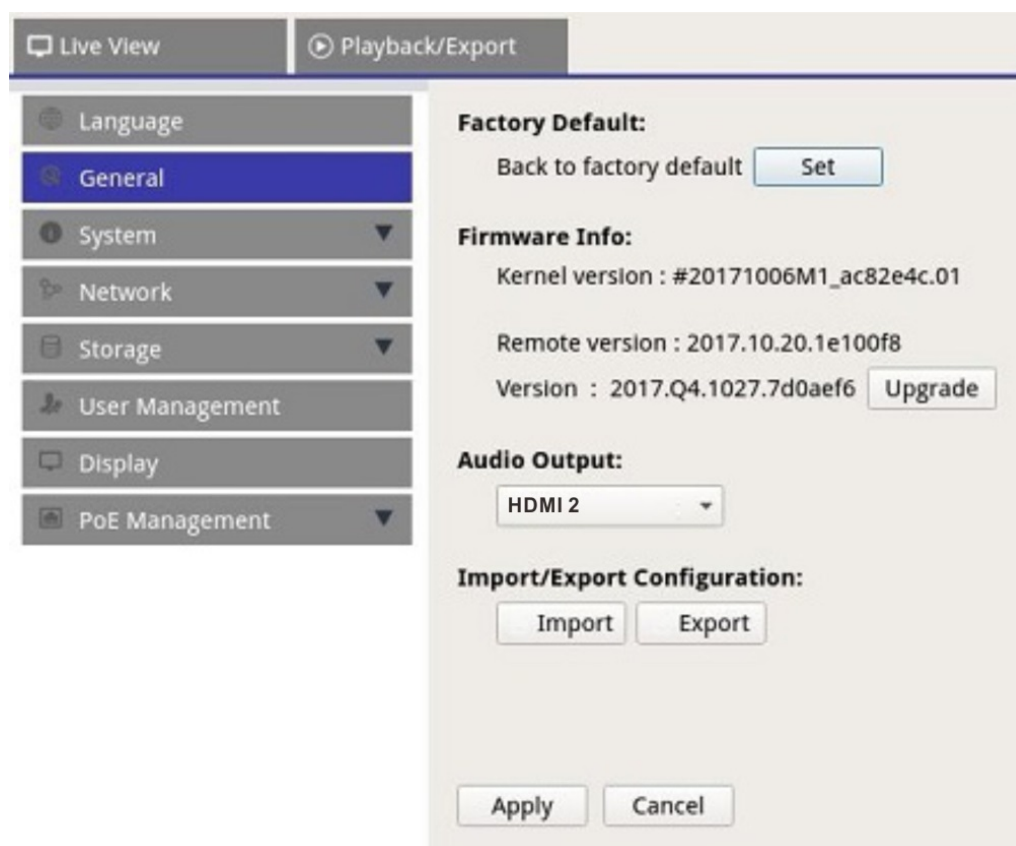 Live View
Playback/Export
Language
General
System
Network
Storage
User Management
Display
PoE Management
Factory Default:
Back to factory default Set
Firmware Info:
Kernel version : #20171006M1_ac82e4c.01
Remote version : 2017.10.20.1e100f8
Version : 2017.Q4.1027.7d0aef6 Upgrade
Audio Output:
HDMI 2
Import/Export Configuration:
Import Export
Apply Cancel